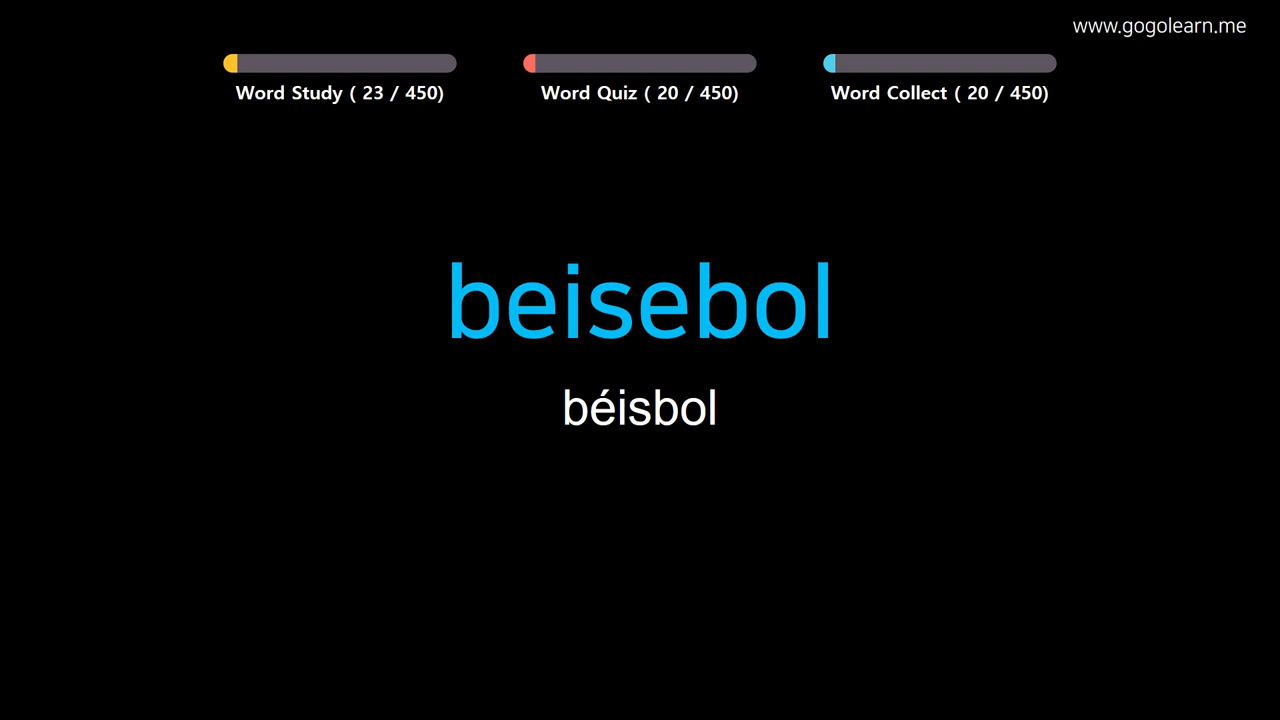 www.gogolearn.me
Word Study ( 23 / 450)
Word Quiz ( 20 / 450)
Word Collect ( 20 / 450)
beisebol
béisbol